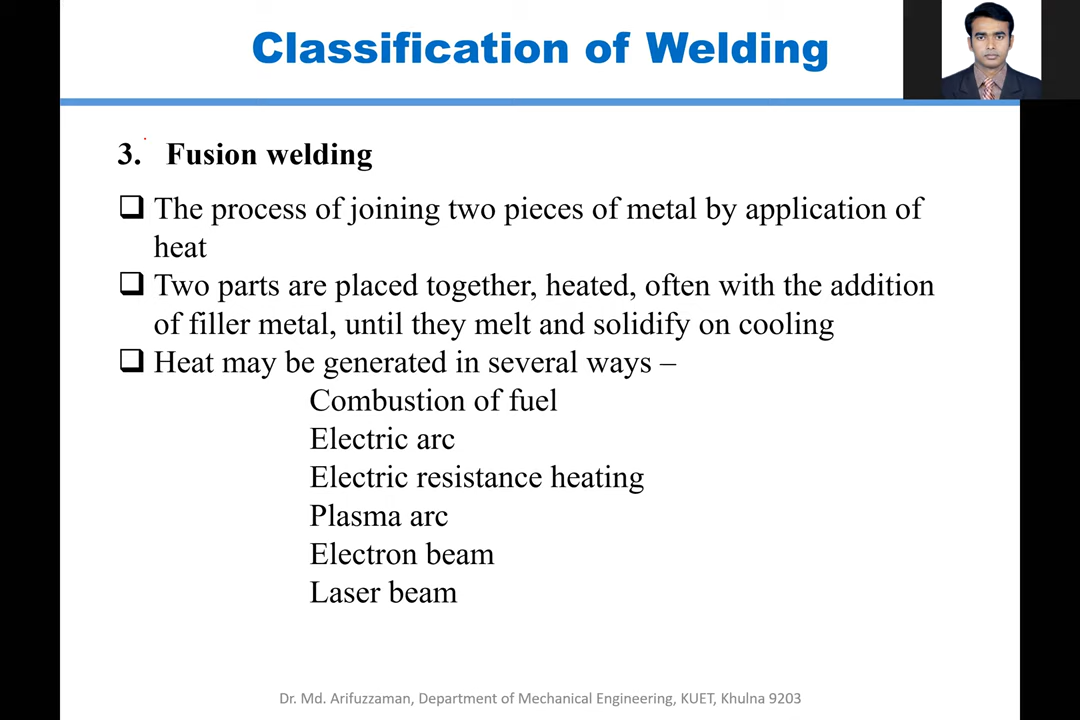 Classification of Welding
3. Fusion welding
❑ The process of joining two pieces of metal by application of
heat
❑ Two parts are placed together, heated, often with the addition
of filler metal, until they melt and solidify on cooling
❑ Heat may be generated in several ways –
Combustion of fuel
Electric arc
Electric resistance heating
Plasma arc
Electron beam
Laser beam
Dr. Md. Arifuzzaman, Department of Mechanical Engineering, KUET, Khulna 9203